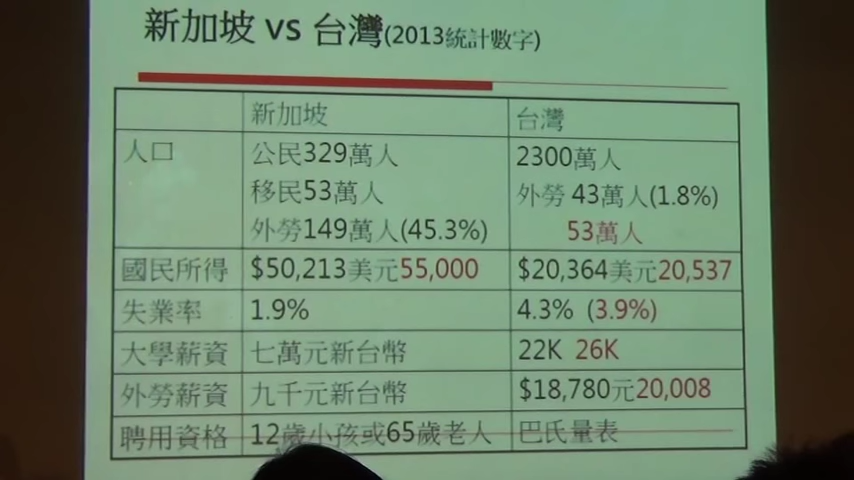 新加坡 vs 台灣(2013統計數字)
新加坡 台灣
人口 公民329萬人 2300萬人
移民53萬人 外勞 43萬人(1.8%)
外勞149萬人(45.3%) 53萬人
國民所得 $50,213美元55,000 $20,364美元20,537
失業率 1.9% 4.3% (3.9%)
大學薪資 七萬元新台幣 22K 26K
外勞薪資 九千元新台幣 $18,780元20,008
聘用資格 12歲小孩或65歲老人 巴氏量表